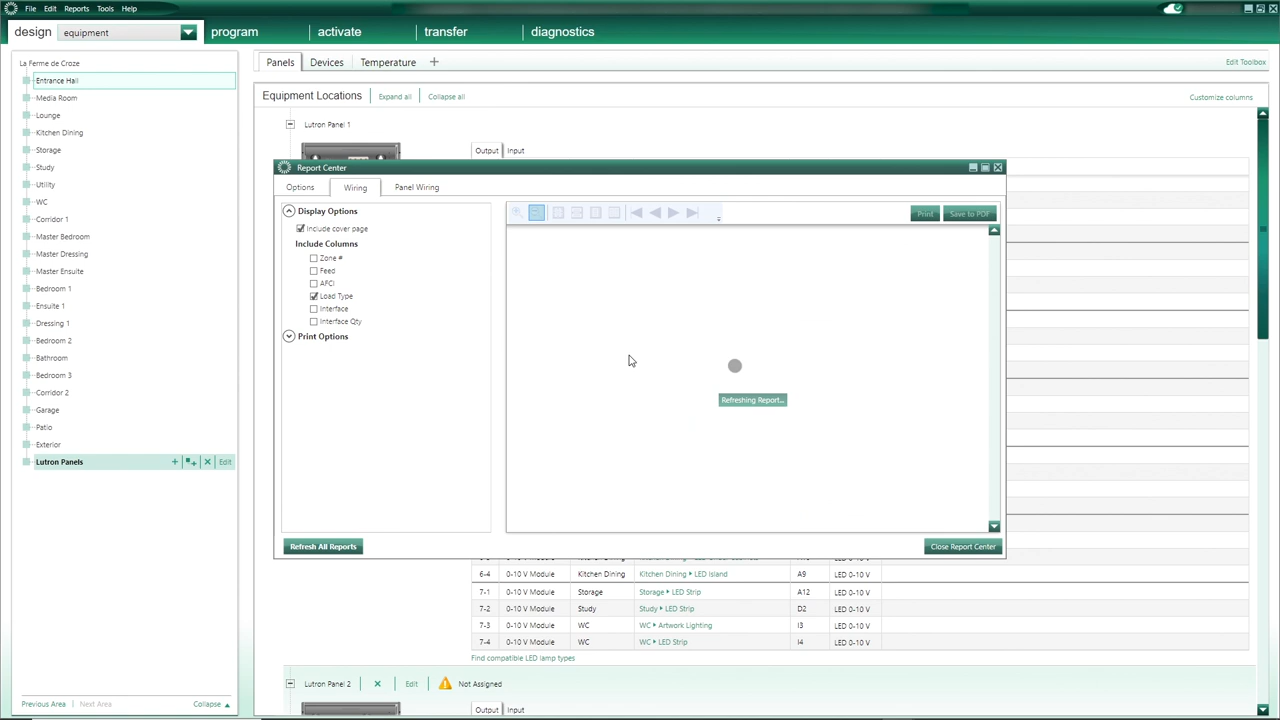 File Edit Reports Tools Help
design equipment program activate transfer diagnostics
La Ferme de Croze
Entrance Hall
Media Room
Lounge
Kitchen Dining
Storage
Study
Utility
WC
Corridor 1
Master Bedroom
Master Dressing
Master Ensuite
Bedroom 1
Ensuite 1
Dressing 1
Bedroom 2
Bathroom
Bedroom 3
Corridor 2
Garage
Patio
Exterior
Lutron Panels Edit
Previous Area Next Area Collapse
Panels Devices Temperature + Edit Toolbox
Equipment Locations Expand all Collapse all Customize columns
Lutron Panel 1
Output Input
Report Center
Options Wiring Panel Wiring
Display Options
Include cover page
Include Columns
Zone #
Feed
AFCI
Load Type
Interface
Interface Qty
Print Options
Print Save to PDF
Refreshing Report...
Refresh All Reports Close Report Center
6-4 0-10 V Module Kitchen Dining Kitchen Dining LED Island A9 LED 0-10 V
7-1 0-10 V Module Storage Storage LED Strip A12 LED 0-10 V
7-2 0-10 V Module Study Study LED Strip D2 LED 0-10 V
7-3 0-10 V Module WC WC Artwork Lighting I3 LED 0-10 V
7-4 0-10 V Module WC WC LED Strip I4 LED 0-10 V
Find compatible LED lamp types
Lutron Panel 2 Edit Not Assigned
Output Input